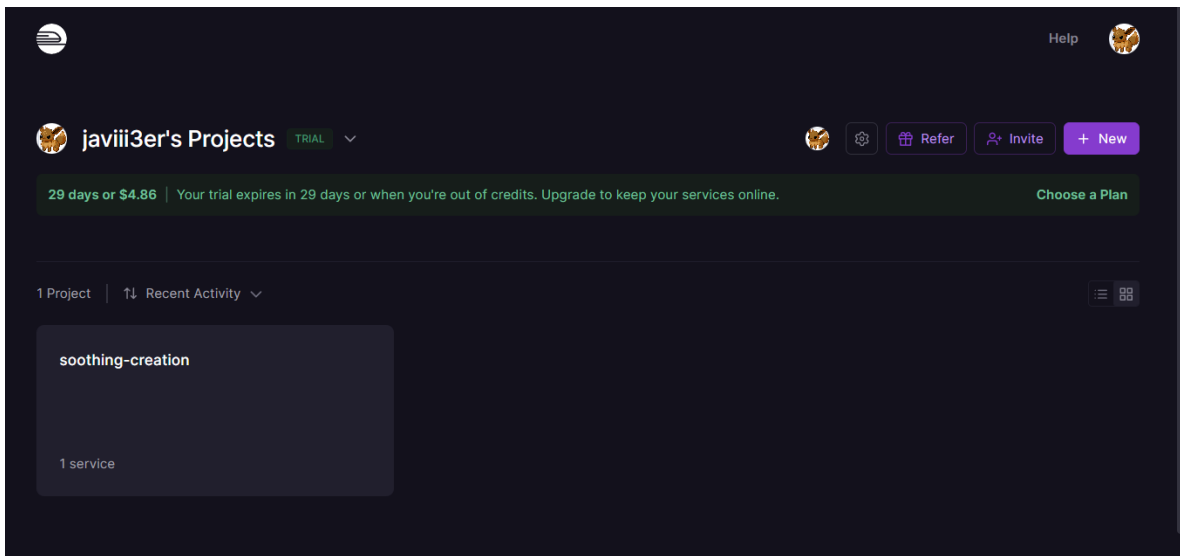 Help
javiii3er's Projects TRIAL
Refer Invite + New
29 days or $4.86 Your trial expires in 29 days or when you're out of credits. Upgrade to keep your services online. Choose a Plan
1 Project Recent Activity
soothing-creation
1 service